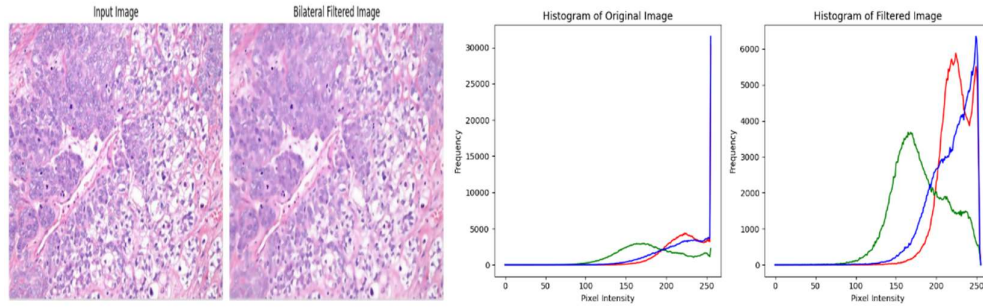 Input Image
Bilateral Filtered Image
Histogram of Original Image
Histogram of Filtered Image
Frequency
30000
25000
20000
15000
10000
5000
0
0 50 100 150 200 250
Pixel Intensity
Frequency
6000
5000
4000
3000
2000
1000
0
0 50 100 150 200 250
Pixel Intensity